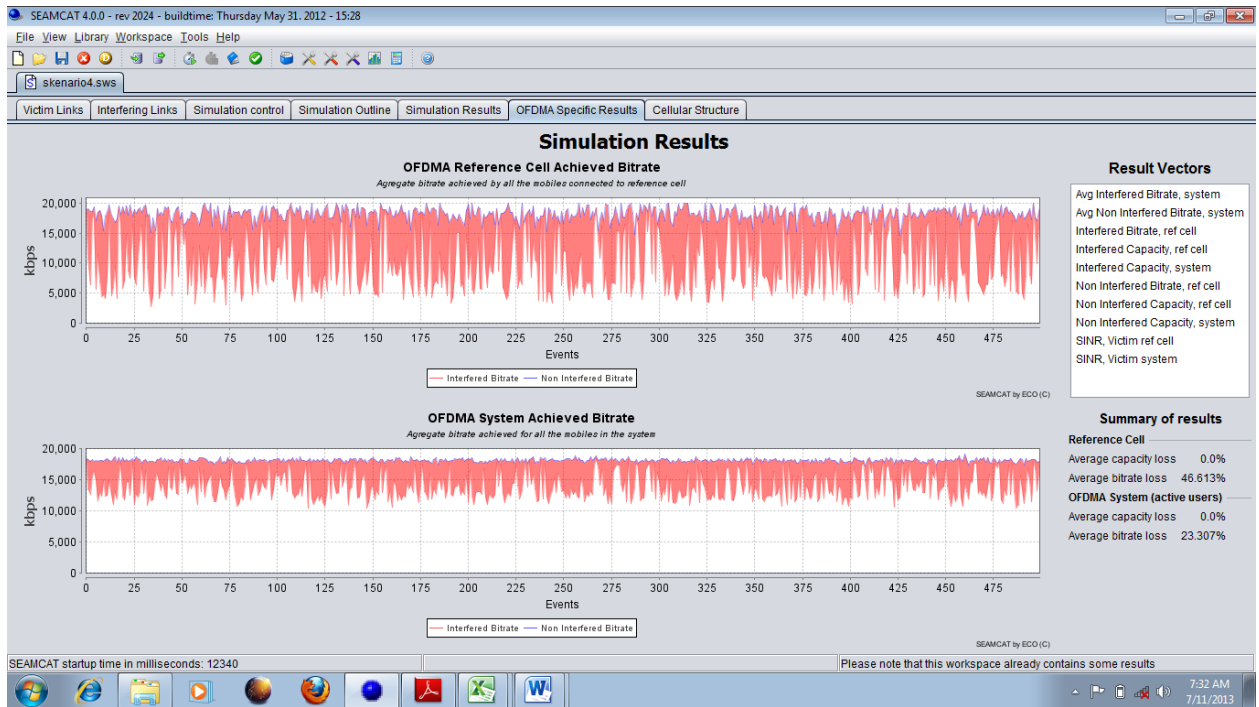 SEAMCAT 4.0.0 - rev 2024 - buildtime: Thursday May 31. 2012 - 15:28
File View Library Workspace Tools Help
skenario4.sws
Victim Links Interfering Links Simulation control Simulation Outline Simulation Results OFDMA Specific Results Cellular Structure
Simulation Results
OFDMA Reference Cell Achieved Bitrate
Agregate bitrate achieved by all the mobiles connected to reference cell
kbps
20,000
15,000
10,000
5,000
0
0 25 50 75 100 125 150 175 200 225 250 275 300 325 350 375 400 425 450 475
Events
Interfered Bitrate Non Interfered Bitrate
SEAMCAT by ECO (C)
OFDMA System Achieved Bitrate
Agregate bitrate achieved for all the mobiles in the system
kbps
20,000
15,000
10,000
5,000
0
0 25 50 75 100 125 150 175 200 225 250 275 300 325 350 375 400 425 450 475
Events
Interfered Bitrate Non Interfered Bitrate
SEAMCAT by ECO (C)
Result Vectors
Avg Interfered Bitrate, system
Avg Non Interfered Bitrate, system
Interfered Bitrate, ref cell
Interfered Capacity, ref cell
Interfered Capacity, system
Non Interfered Bitrate, ref cell
Non Interfered Capacity, ref cell
Non Interfered Capacity, system
SINR, Victim ref cell
SINR, Victim system
Summary of results
Reference Cell
Average capacity loss 0.0%
Average bitrate loss 46.613%
OFDMA System (active users)
Average capacity loss 0.0%
Average bitrate loss 23.307%
SEAMCAT startup time in milliseconds: 12340
Please note that this workspace already contains some results
7:32 AM
7/11/2013